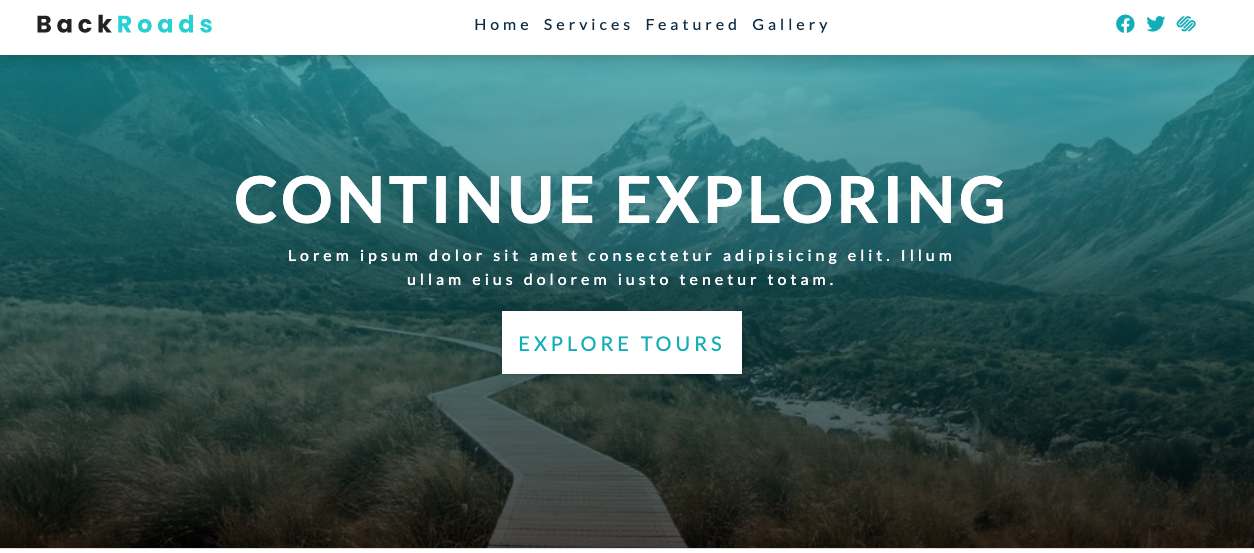 BackRoads
Home Services Featured Gallery
CONTINUE EXPLORING
Lorem ipsum dolor sit amet consectetur adipisicing elit. Illum
ullam eius dolorem iusto tenetur totam.
EXPLORE TOURS